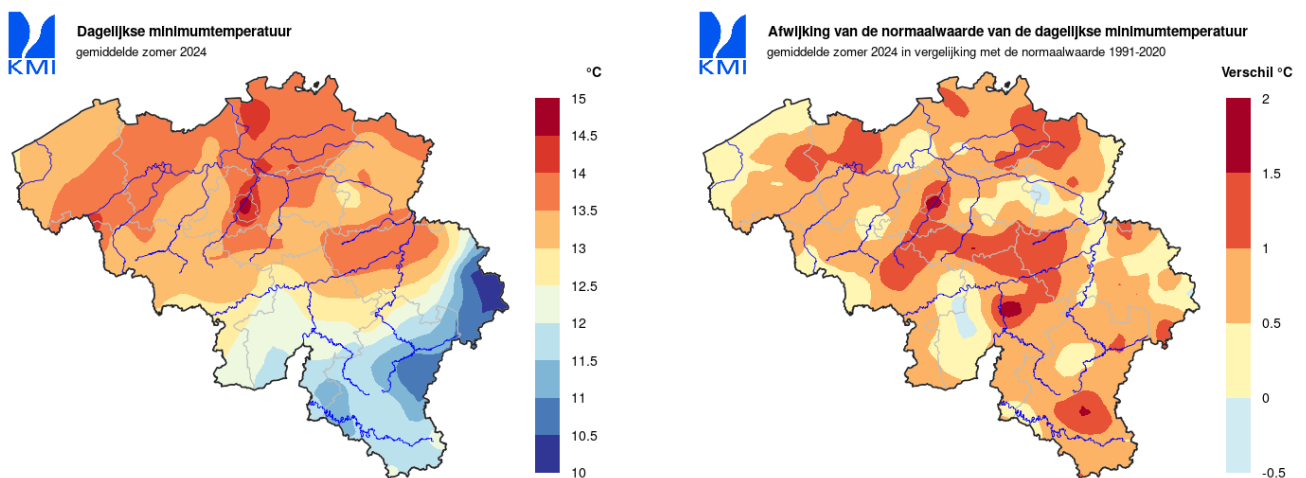 KMI
Dagelijkse minimumtemperatuur
gemiddelde zomer 2024
°C
15
14.5
14
13.5
13
12.5
12
11.5
11
10.5
10
KMI
Afwijking van de normaalwaarde van de dagelijkse minimumtemperatuur
gemiddelde zomer 2024 in vergelijking met de normaalwaarde 1991-2020
Verschil °C
2
1.5
1
0.5
0
-0.5